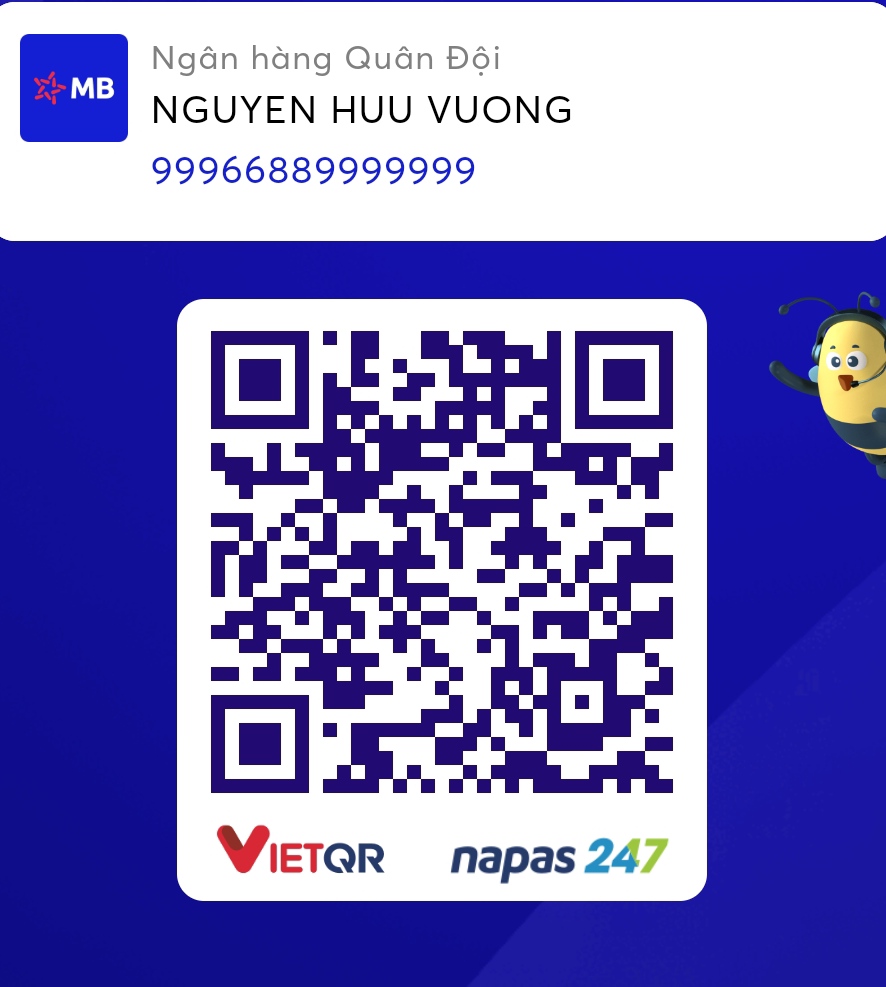 MB
Ngân hàng Quân Đội
NGUYEN HUU VUONG
99966889999999
VIETQR
napas 247